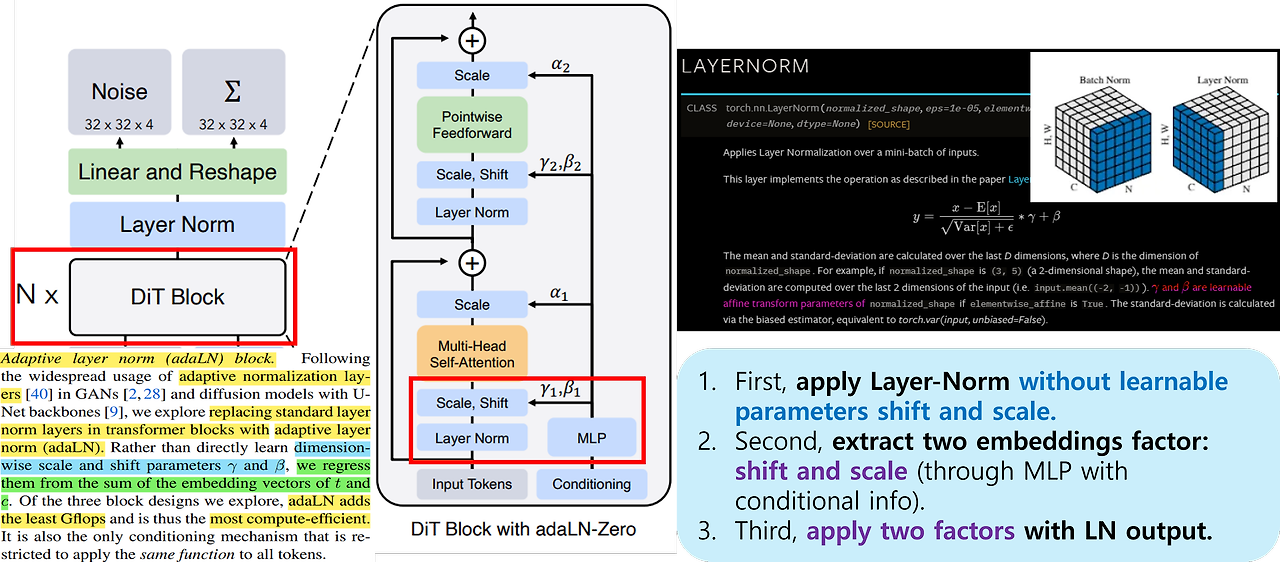 Noise
32 x 32 x 4
Σ
32 x 32 x 4
Linear and Reshape
Layer Norm
N x
DiT Block
Adaptive layer norm (adaLN) block. Following
the widespread usage of adaptive normalization lay-
ers [40] in GANs [2, 28] and diffusion models with U-
Net backbones [9], we explore replacing standard layer
norm layers in transformer blocks with adaptive layer
norm (adaLN). Rather than directly learn dimension-
wise scale and shift parameters γ and β, we regress
them from the sum of the embedding vectors of t and
c. Of the three block designs we explore, adaLN adds
the least Gflops and is thus the most compute-efficient.
It is also the only conditioning mechanism that is re-
stricted to apply the same function to all tokens.
+
Scale
α2
Pointwise
Feedforward
Scale, Shift
γ2,β2
Layer Norm
+
Scale
α1
Multi-Head
Self-Attention
Scale, Shift
γ1,β1
Layer Norm
MLP
Input Tokens
Conditioning
DiT Block with adaLN-Zero
LAYERNORM
CLASS torch.nn.LayerNorm(normalized_shape, eps=1e-05, elementw
device=None, dtype=None) [SOURCE]
Applies Layer Normalization over a mini-batch of inputs.
This layer implements the operation as described in the paper Laye
y = (x − E[x]) / √(Var[x] + ϵ) * γ + β
The mean and standard-deviation are calculated over the last D dimensions, where D is the dimension of
normalized_shape. For example, if normalized_shape is (3, 5) (a 2-dimensional shape), the mean and standard-
deviation are computed over the last 2 dimensions of the input (i.e. input.mean((-2, -1))). γ and β are learnable
affine transform parameters of normalized_shape if elementwise_affine is True. The standard-deviation is calculated
via the biased estimator, equivalent to torch.var(input, unbiased=False).
Batch Norm
H, W
C
N
Layer Norm
H, W
C
N
1. First, apply Layer-Norm without learnable
parameters shift and scale.
2. Second, extract two embeddings factor:
shift and scale (through MLP with
conditional info).
3. Third, apply two factors with LN output.